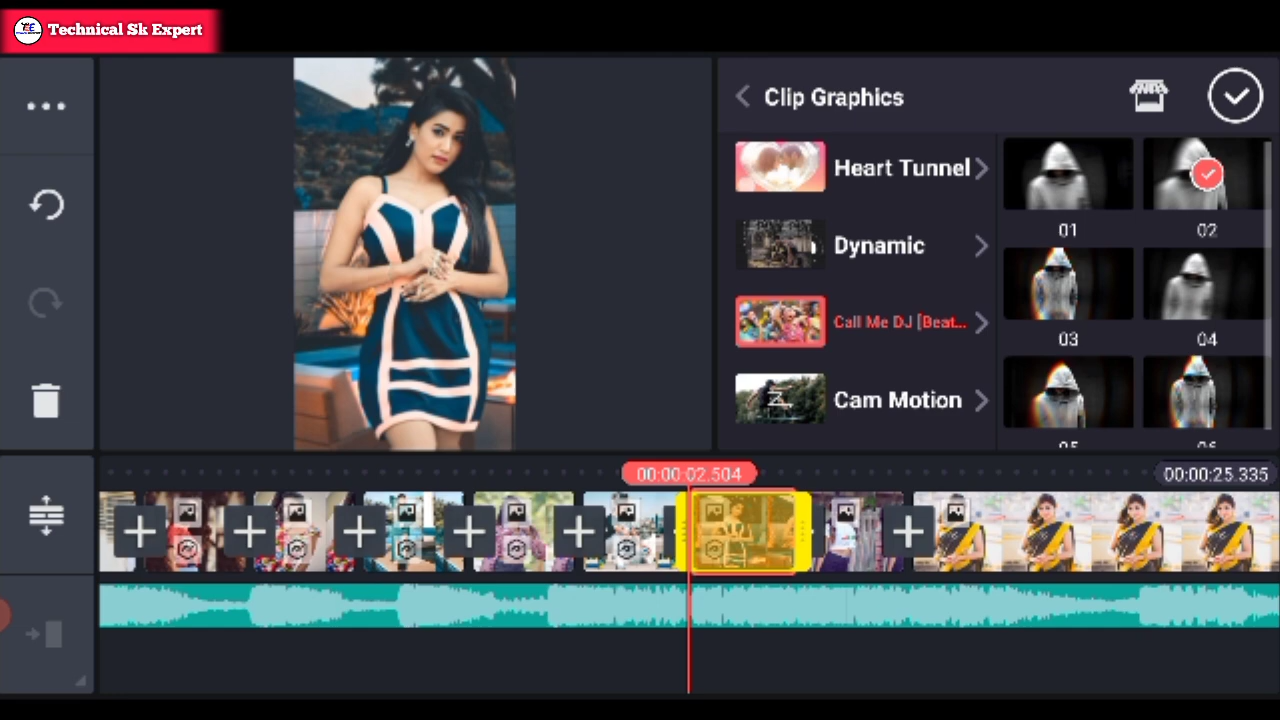 Technical Sk Expert
Clip Graphics
Heart Tunnel
01
02
Dynamic
03
04
Call Me DJ [Beat...
Cam Motion
00:00:02.504
00:00:25.335